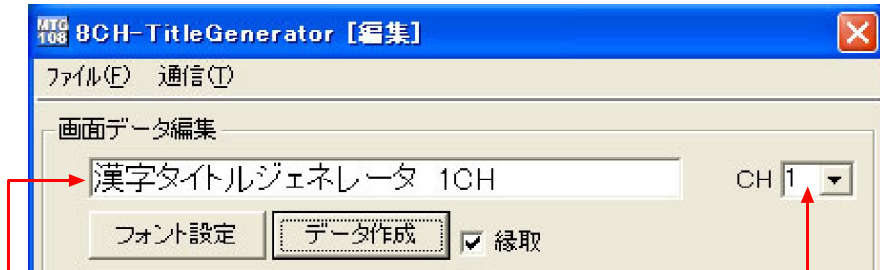 MTG 108 8CH-TitleGenerator [編集]
ファイル(F) 通信(T)
画面データ編集
漢字タイトルジェネレータ 1CH CH 1
フォント設定 データ作成 縁取